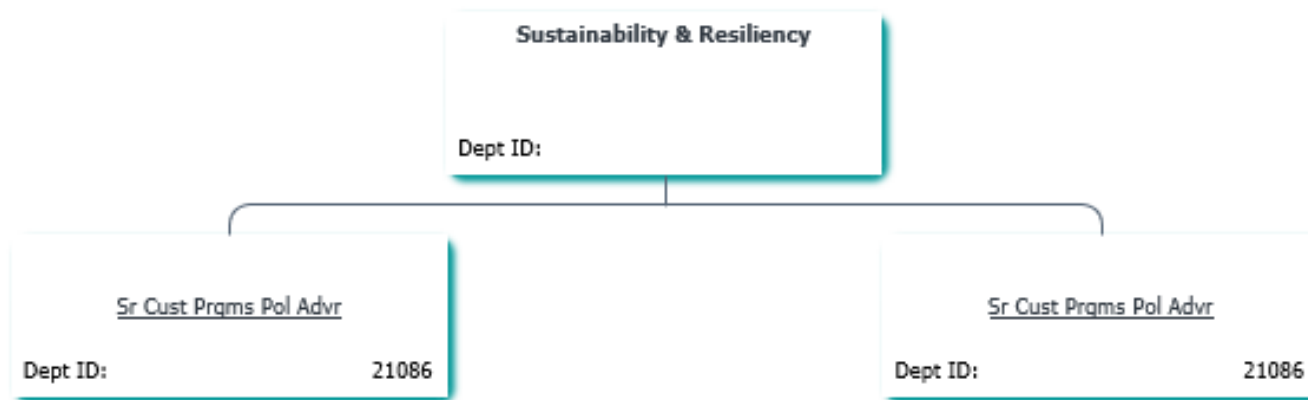 Sustainability & Resiliency
Dept ID:
Sr Cust Prgms Pol Advr
Dept ID: 21086
Sr Cust Prgms Pol Advr
Dept ID: 21086